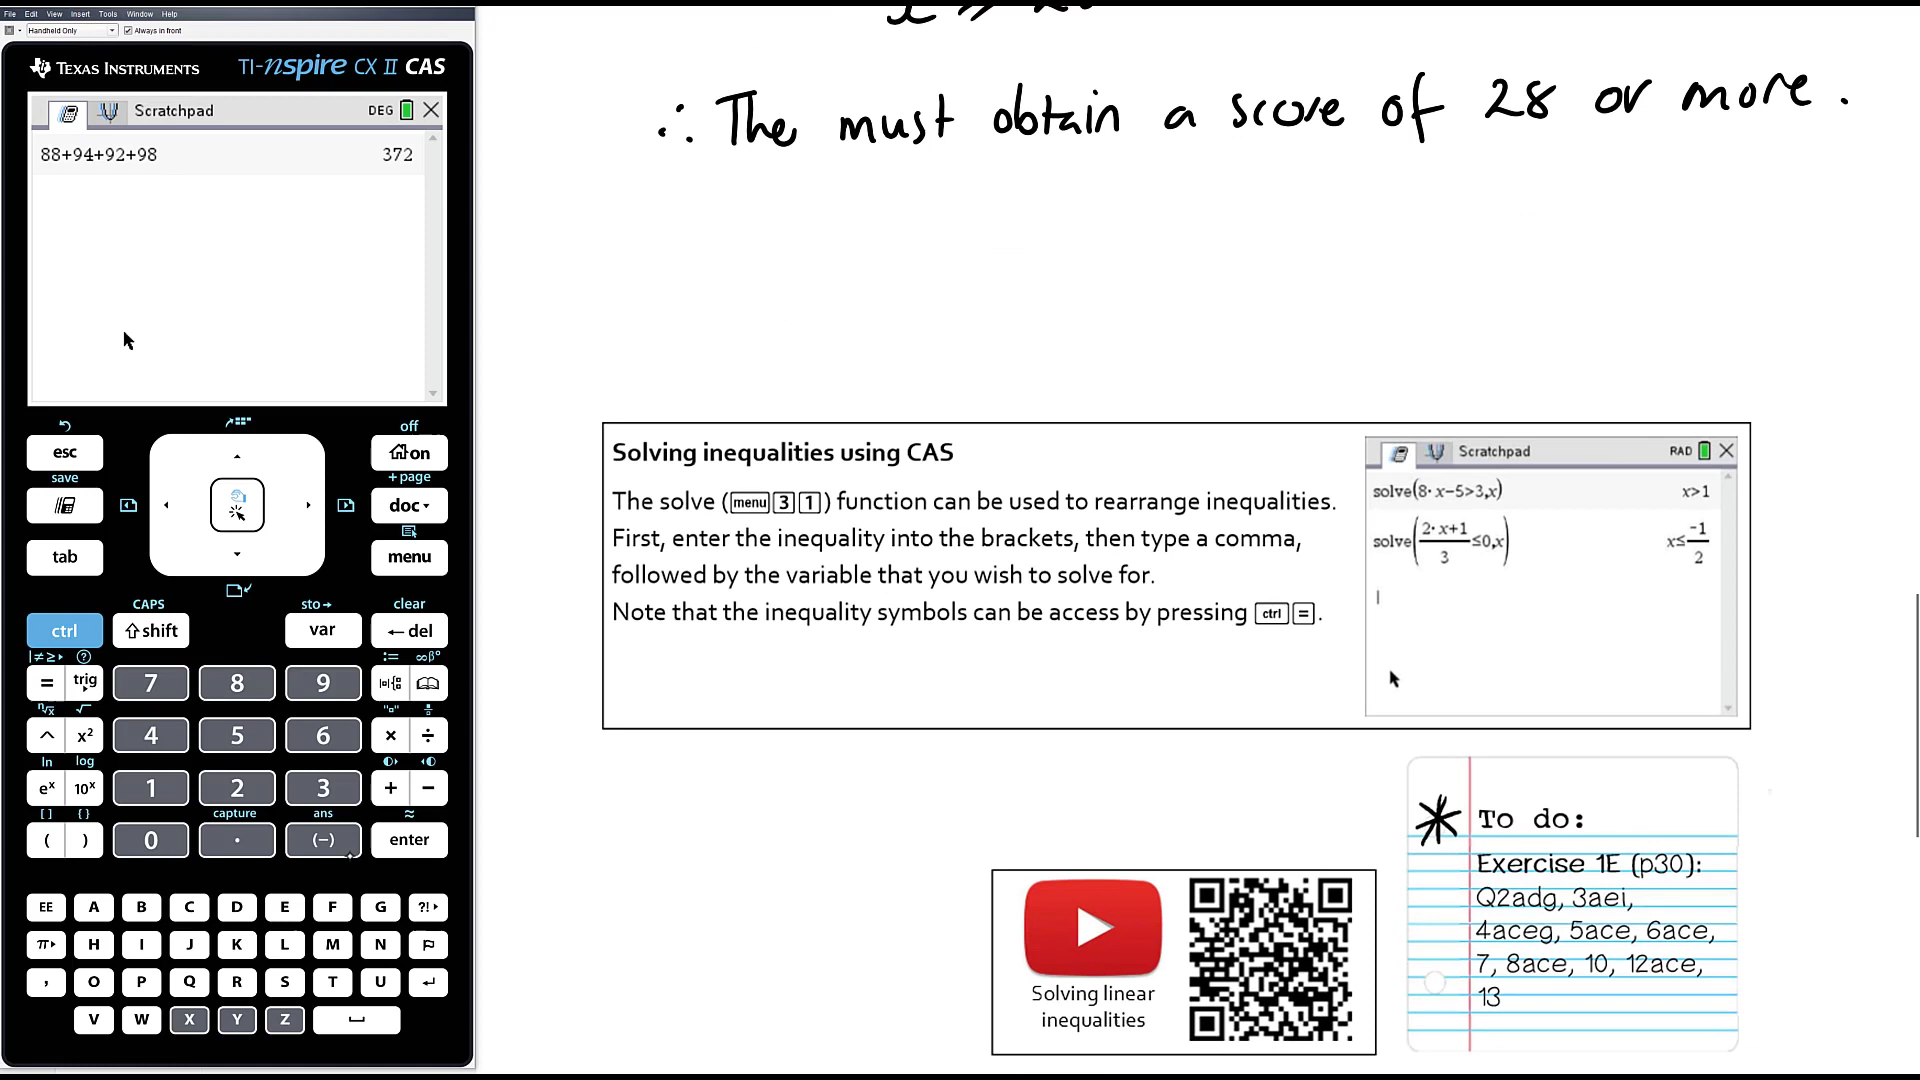 File Edit View Insert Tools Window Help
Handheld Only Always in front
TEXAS INSTRUMENTS TI-nspire CX II CAS
Scratchpad DEG
88+94+92+98 372
∴ The must obtain a score of 28 or more.
off
esc on
save + page
doc
tab menu
CAPS sto→ clear
ctrl shift var ←del
= trig 7 8 9
ⁿ√x √
^ x² 4 5 6 × ÷
ln log
eˣ 10ˣ 1 2 3 + −
[ ] { } capture ans ≈
( ) 0 . (−) enter
EE A B C D E F G ?!
π H I J K L M N
, O P Q R S T U
V W X Y Z
Solving inequalities using CAS
The solve (menu 3 1) function can be used to rearrange inequalities.
First, enter the inequality into the brackets, then type a comma,
followed by the variable that you wish to solve for.
Note that the inequality symbols can be access by pressing ctrl =.
Scratchpad RAD
solve(8·x−5>3,x) x>1
solve((2·x+1)/3≤0,x) x≤-1/2
Solving linear
inequalities
To do:
Exercise 1E (p30):
Q2adg, 3aei,
4aceg, 5ace, 6ace,
7, 8ace, 10, 12ace,
13